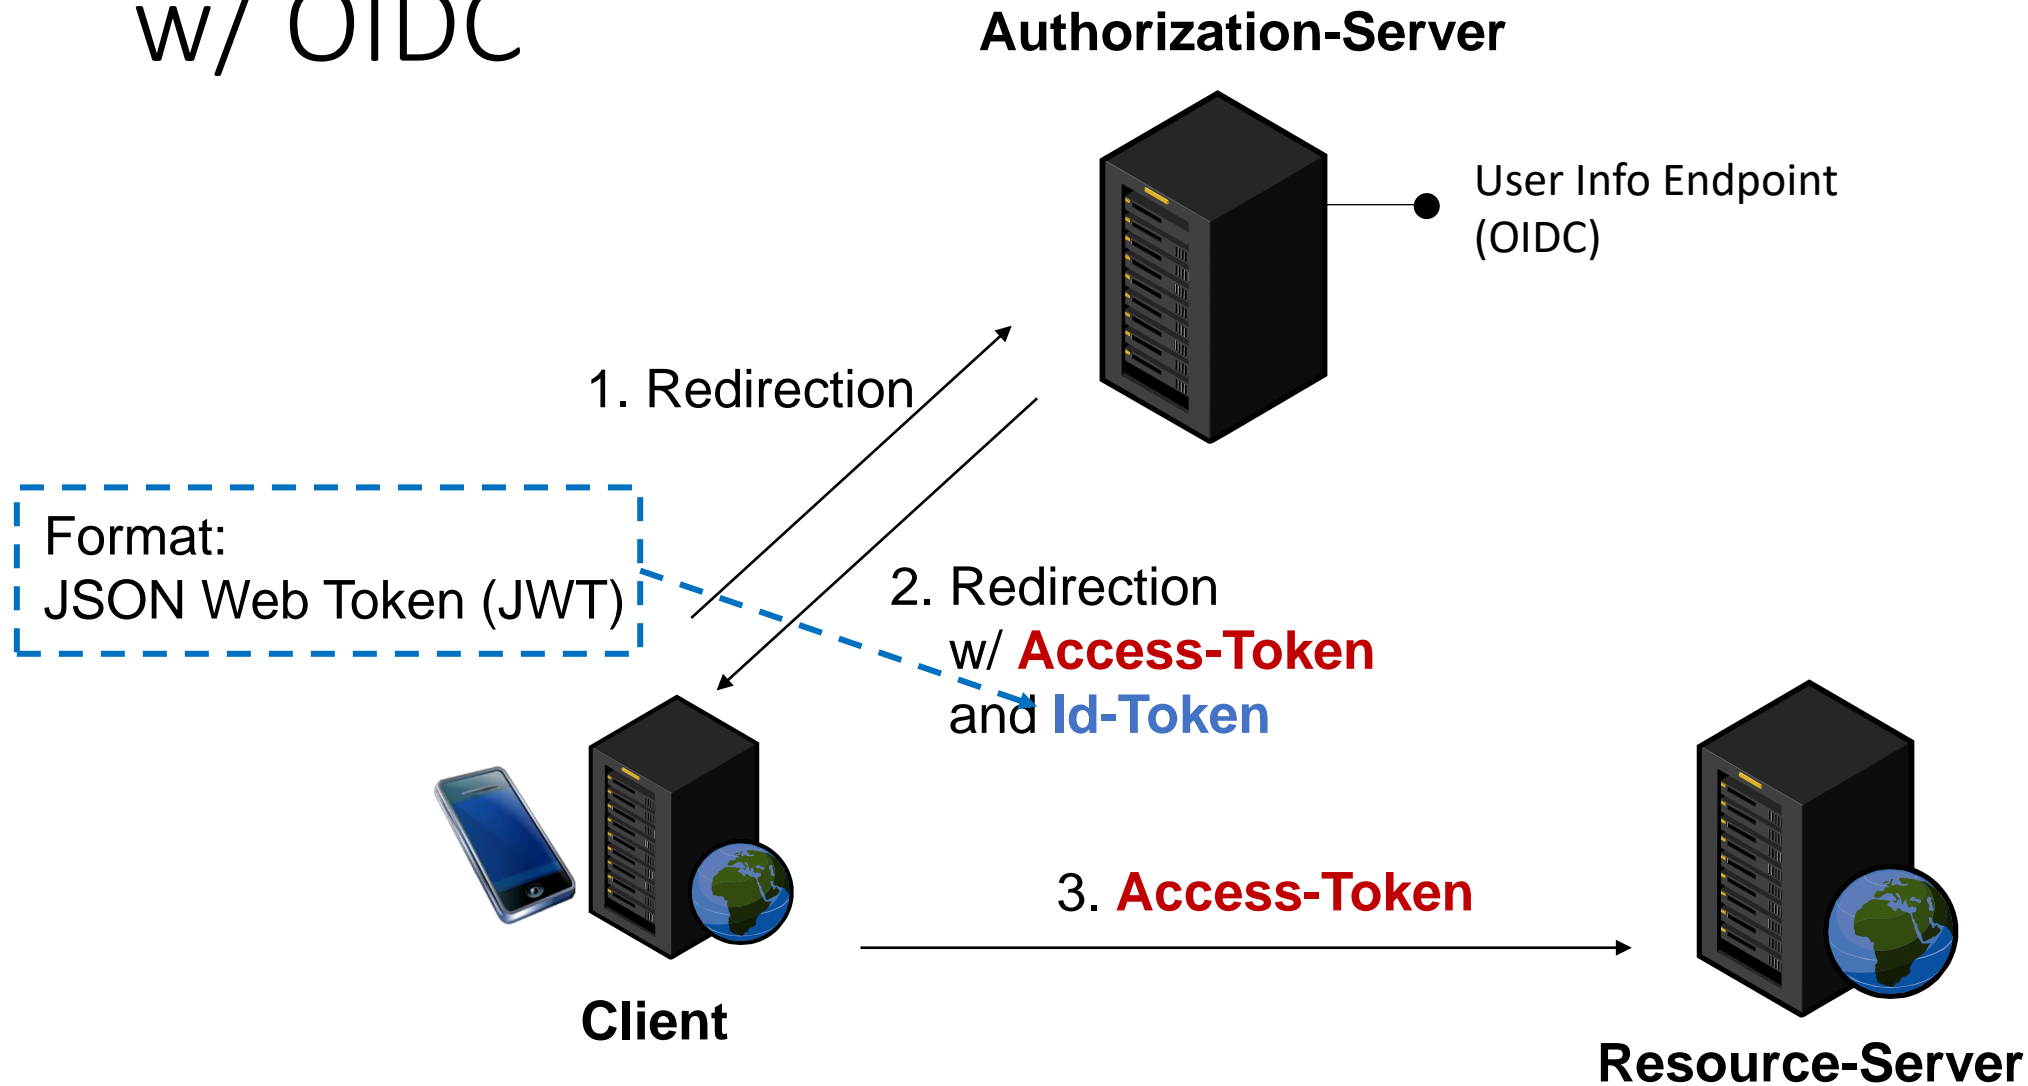 w/ OIDC
Authorization-Server
User Info Endpoint
(OIDC)
1. Redirection
Format:
JSON Web Token (JWT)
2. Redirection
w/ Access-Token
and Id-Token
3. Access-Token
Client
Resource-Server